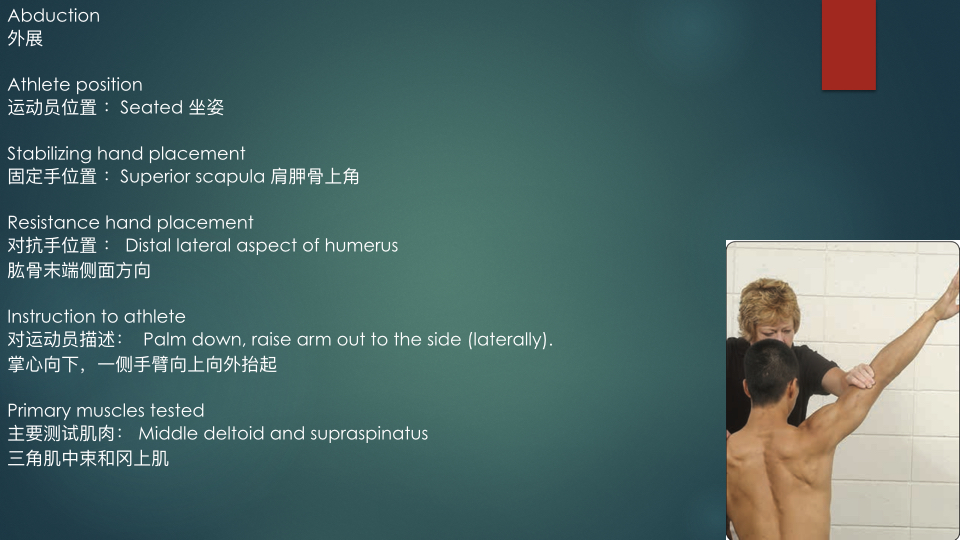 Abduction
外展
Athlete position
运动员位置： Seated 坐姿
Stabilizing hand placement
固定手位置： Superior scapula 肩胛骨上角
Resistance hand placement
对抗手位置： Distal lateral aspect of humerus
肱骨末端侧面方向
Instruction to athlete
对运动员描述： Palm down, raise arm out to the side (laterally).
掌心向下，一侧手臂向上向外抬起
Primary muscles tested
主要测试肌肉： Middle deltoid and supraspinatus
三角肌中束和冈上肌